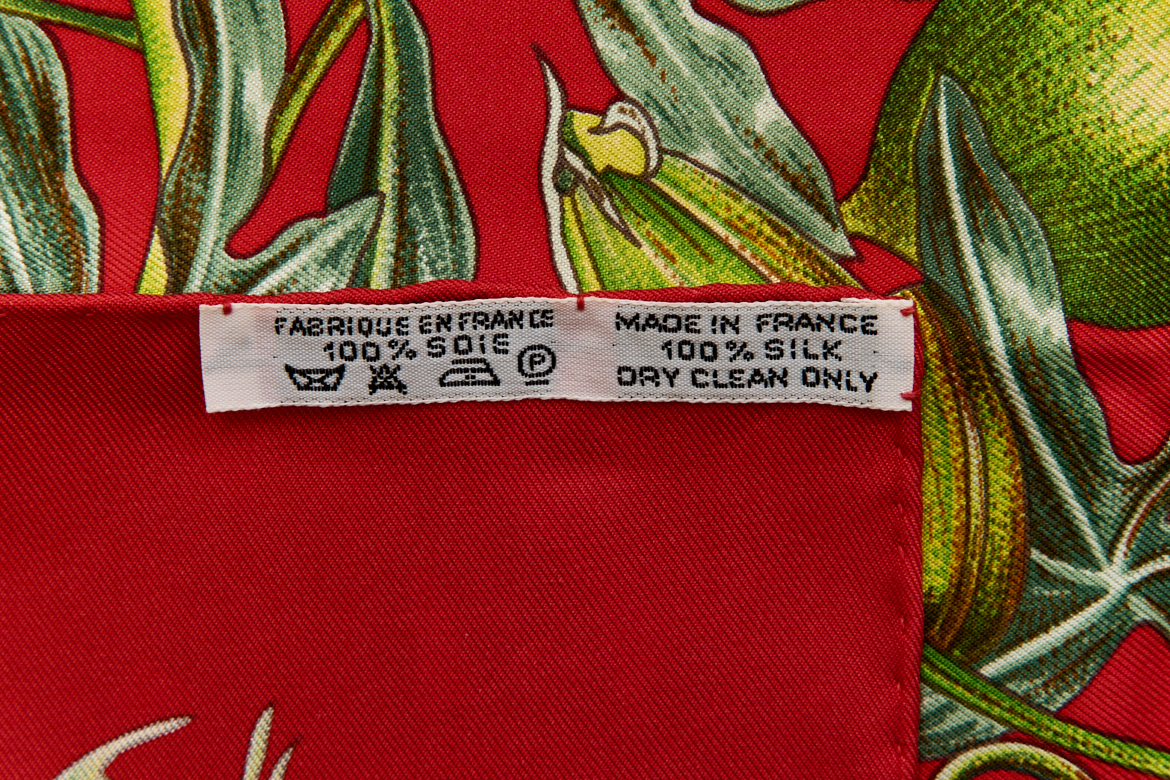 FABRIQUE EN FRANCE
100% SOIE
P
MADE IN FRANCE
100% SILK
DRY CLEAN ONLY